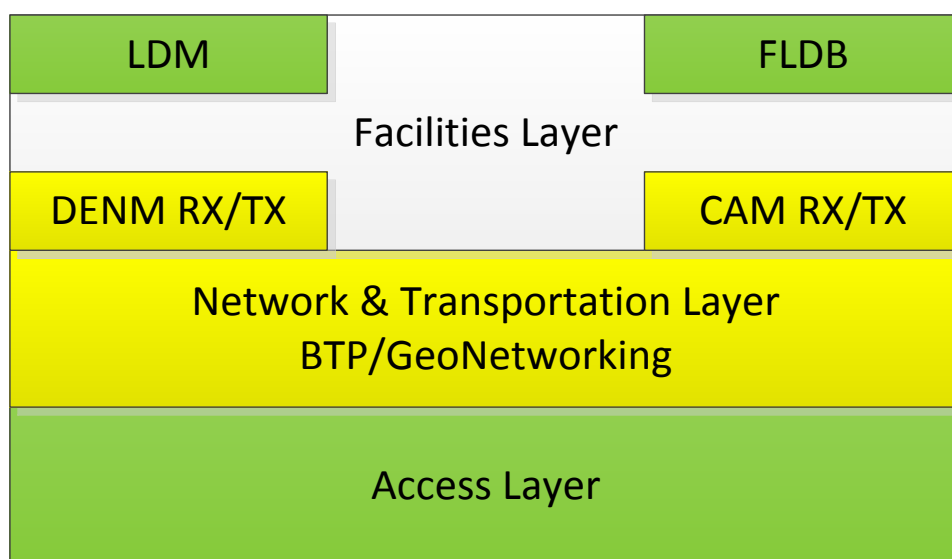 LDM
FLDB
Facilities Layer
DENM RX/TX
CAM RX/TX
Network & Transportation Layer
BTP/GeoNetworking
Access Layer